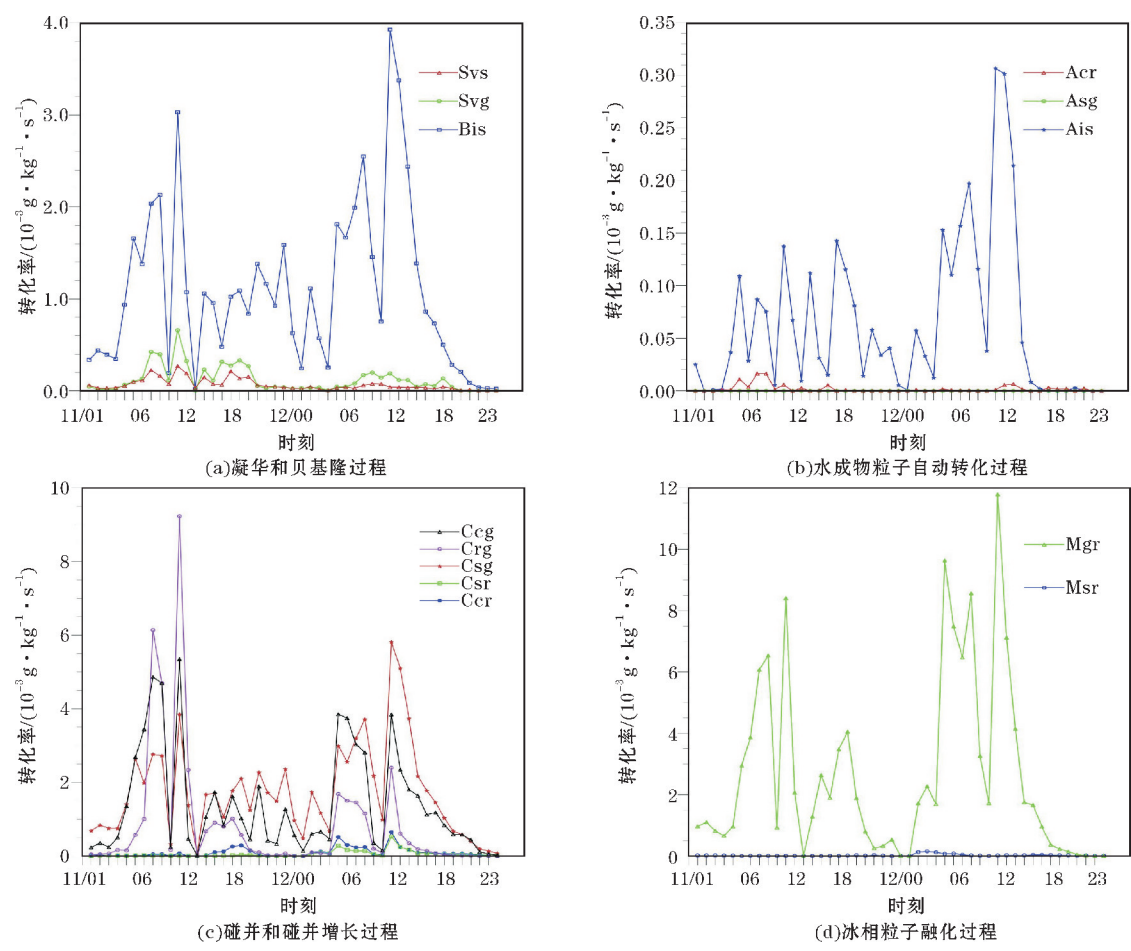 4.0
3.0
2.0
1.0
0.0
转化率/(10⁻³g·kg⁻¹·s⁻¹)
Svs
Svg
Bis
11/01 06 12 18 12/00 06 12 18 23
时刻
(a)凝华和贝基隆过程
0.35
0.30
0.25
0.20
0.15
0.10
0.05
0.00
转化率/(10⁻³g·kg⁻¹·s⁻¹)
Acr
Asg
Ais
11/01 06 12 18 12/00 06 12 18 23
时刻
(b)水成物粒子自动转化过程
10
8
6
4
2
0
转化率/(10⁻³g·kg⁻¹·s⁻¹)
Ccg
Crg
Csg
Csr
Ccr
11/01 06 12 18 12/00 06 12 18 23
时刻
(c)碰并和碰并增长过程
12
10
8
6
4
2
0
转化率/(10⁻³g·kg⁻¹·s⁻¹)
Mgr
Msr
11/01 06 12 18 12/00 06 12 18 23
时刻
(d)冰相粒子融化过程